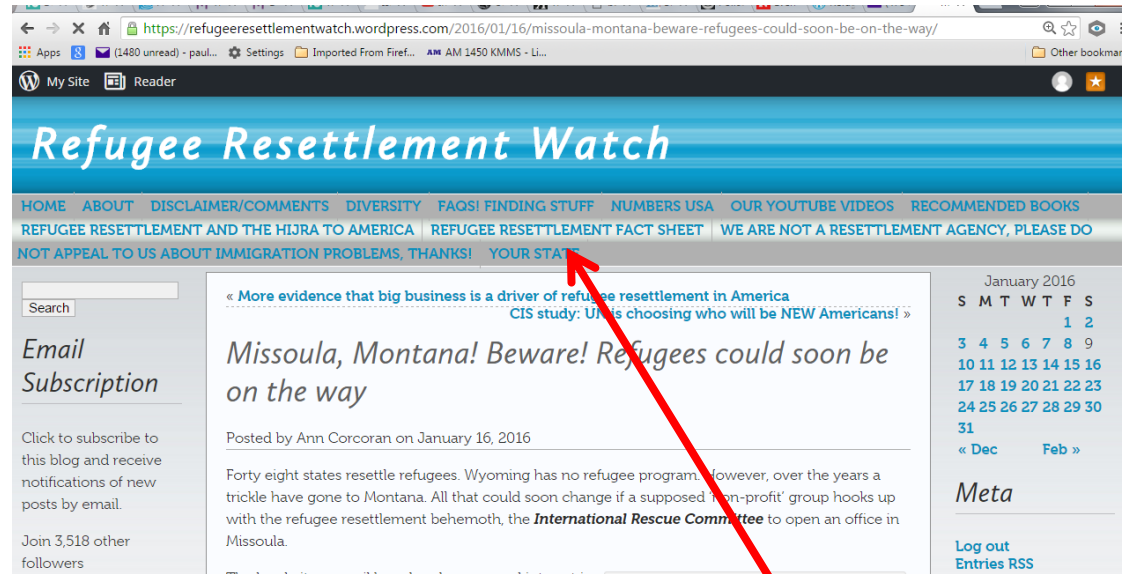 https://refugeeresettlementwatch.wordpress.com/2016/01/16/missoula-montana-beware-refugees-could-soon-be-on-the-way/
Apps
(1480 unread) - paul...
Settings
Imported From Firef...
AM AM 1450 KMMS - Li...
Other bookmar
My Site
Reader
Refugee Resettlement Watch
HOME ABOUT DISCLAIMER/COMMENTS DIVERSITY FAQS! FINDING STUFF NUMBERS USA OUR YOUTUBE VIDEOS RECOMMENDED BOOKS
REFUGEE RESETTLEMENT AND THE HIJRA TO AMERICA REFUGEE RESETTLEMENT FACT SHEET WE ARE NOT A RESETTLEMENT AGENCY, PLEASE DO
NOT APPEAL TO US ABOUT IMMIGRATION PROBLEMS, THANKS! YOUR STATE
Search
Email
Subscription
Click to subscribe to
this blog and receive
notifications of new
posts by email.
Join 3,518 other
followers
« More evidence that big business is a driver of refugee resettlement in America
CIS study: UN is choosing who will be NEW Americans! »
Missoula, Montana! Beware! Refugees could soon be
on the way
Posted by Ann Corcoran on January 16, 2016
Forty eight states resettle refugees. Wyoming has no refugee program. However, over the years a
trickle have gone to Montana. All that could soon change if a supposed 'non-profit' group hooks up
with the refugee resettlement behemoth, the International Rescue Committee to open an office in
Missoula.
January 2016
S M T W T F S
1 2
3 4 5 6 7 8 9
10 11 12 13 14 15 16
17 18 19 20 21 22 23
24 25 26 27 28 29 30
31
« Dec Feb »
Meta
Log out
Entries RSS